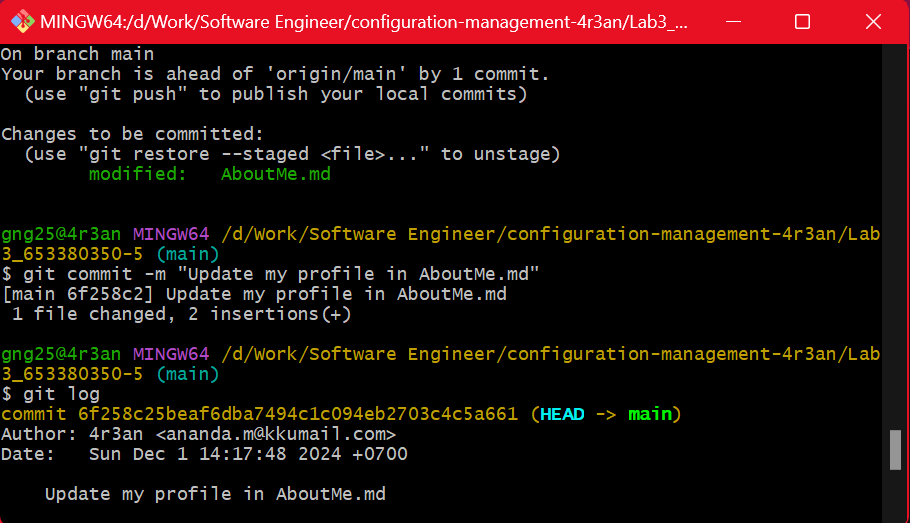 MINGW64:/d/Work/Software Engineer/configuration-management-4r3an/Lab3_...
On branch main
Your branch is ahead of 'origin/main' by 1 commit.
  (use "git push" to publish your local commits)
Changes to be committed:
  (use "git restore --staged <file>..." to unstage)
        modified:   AboutMe.md
gng25@4r3an MINGW64 /d/Work/Software Engineer/configuration-management-4r3an/Lab
3_653380350-5 (main)
$ git commit -m "Update my profile in AboutMe.md"
[main 6f258c2] Update my profile in AboutMe.md
 1 file changed, 2 insertions(+)
gng25@4r3an MINGW64 /d/Work/Software Engineer/configuration-management-4r3an/Lab
3_653380350-5 (main)
$ git log
commit 6f258c25beaf6dba7494c1c094eb2703c4c5a661 (HEAD -> main)
Author: 4r3an <ananda.m@kkumail.com>
Date:   Sun Dec 1 14:17:48 2024 +0700
    Update my profile in AboutMe.md